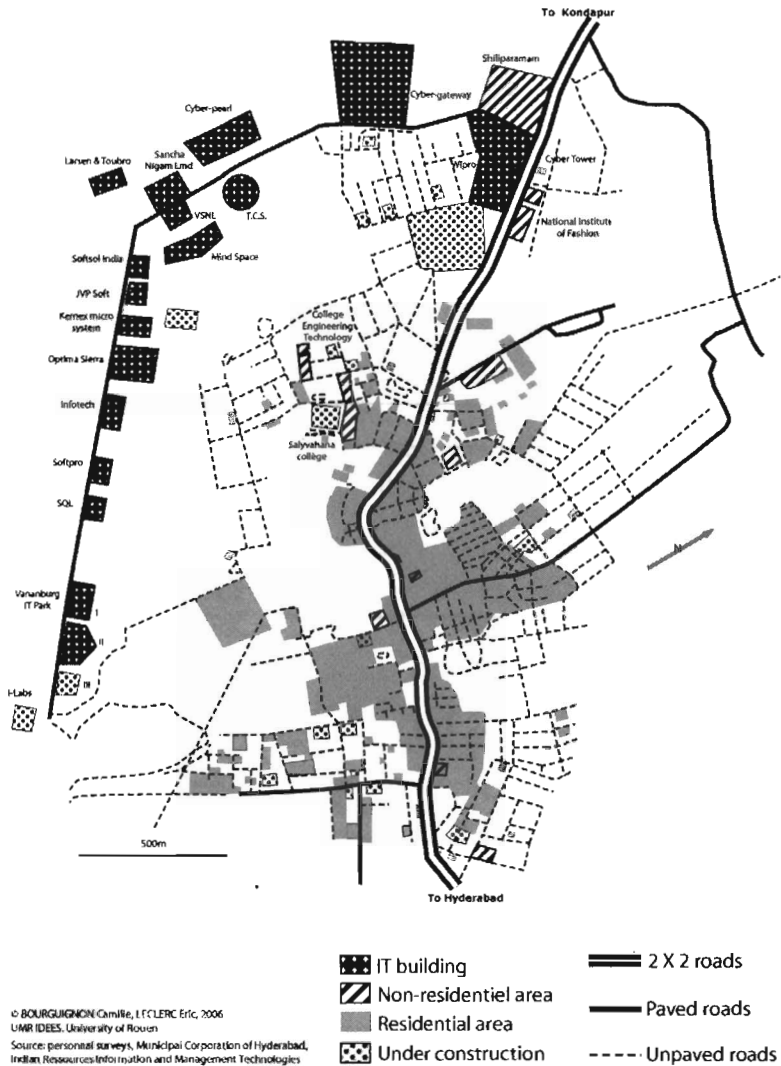 To Kondapur
Shiliparamam
Cyber-gateway
Cyber-pearl
Larsen & Toubro
Sancha
Nigam Lmd
Wipro
Cyber Tower
VSNL
T.C.S.
National Institute
of Fashion
Mind Space
Softsol India
JVP Soft
Kernex micro
system
College
Engineering
Technology
Optima Sierra
Infotech
Salyvahana
collège
Softpro
SQL
N
Vananburg
IT Park
I
II
III
I-Labs
500m
To Hyderabad
IT building
2 X 2 roads
Non-residentiel area
Paved roads
Residential area
Under construction
Unpaved roads
© BOURGUIGNON Camille, LECLERC Eric, 2006
UMR IDEES. University of Rouen
Source: personnal surveys, Municipal Corporation of Hyderabad,
Indian Ressources Information and Management Technologies